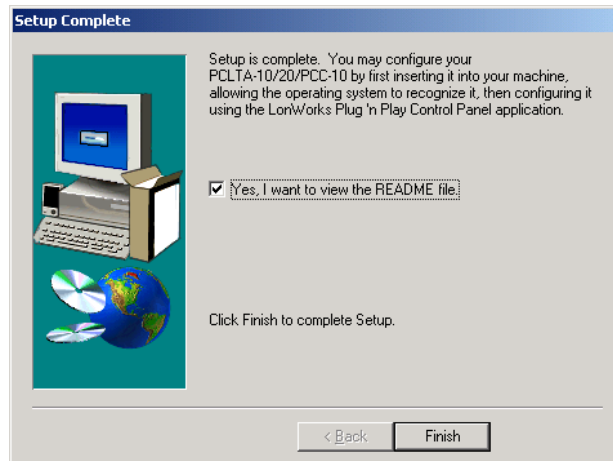 Setup Complete
Setup is complete. You may configure your
PCLTA-10/20/PCC-10 by first inserting it into your machine,
allowing the operating system to recognize it, then configuring it
using the LonWorks Plug 'n Play Control Panel application.
Yes, I want to view the README file.
Click Finish to complete Setup.
< Back
Finish